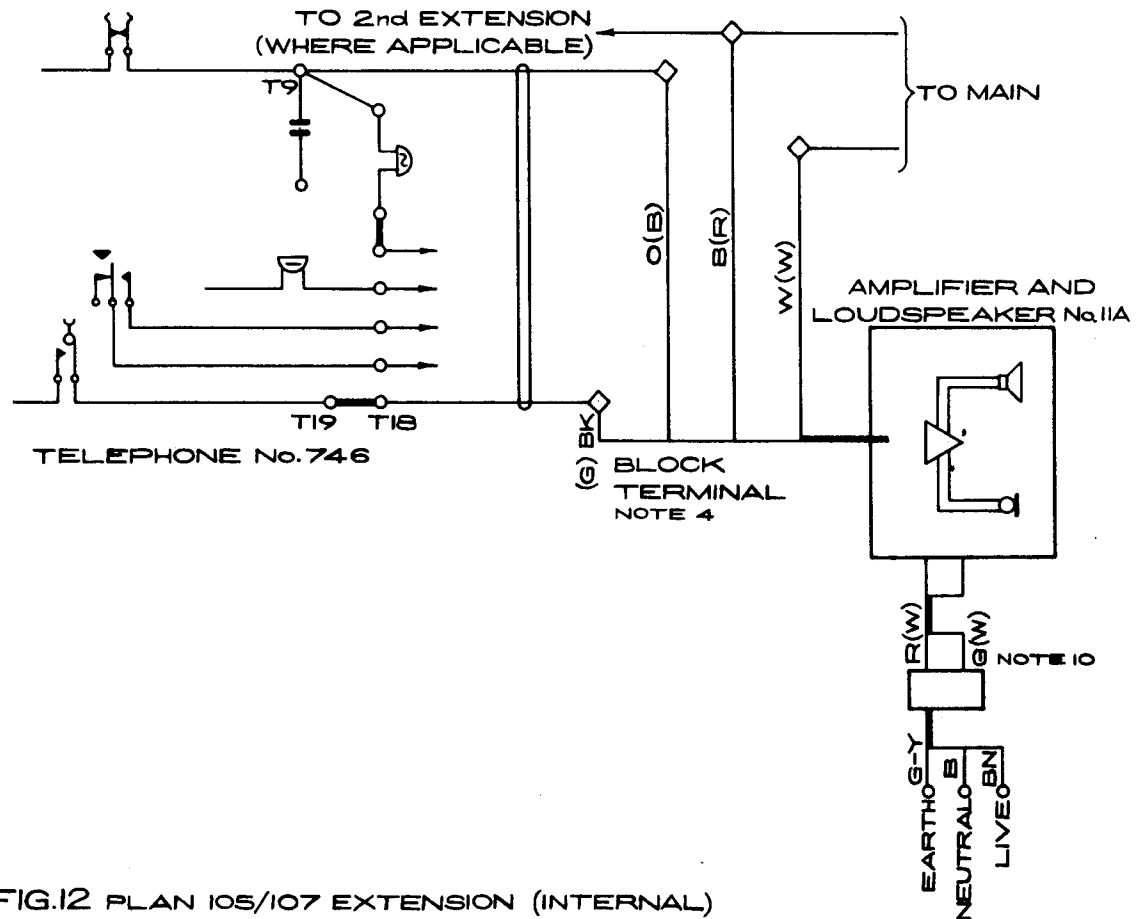 TO 2nd EXTENSION
(WHERE APPLICABLE)
T9
TO MAIN
O(B)
B(R)
W(W)
AMPLIFIER AND
LOUDSPEAKER No.11A
T19
T18
TELEPHONE No.746
(G) BK
BLOCK
TERMINAL
NOTE 4
R(W)
G(W)
NOTE 10
G-Y
B
BN
EARTH
NEUTRAL
LIVE
FIG.12 PLAN 105/107 EXTENSION (INTERNAL)